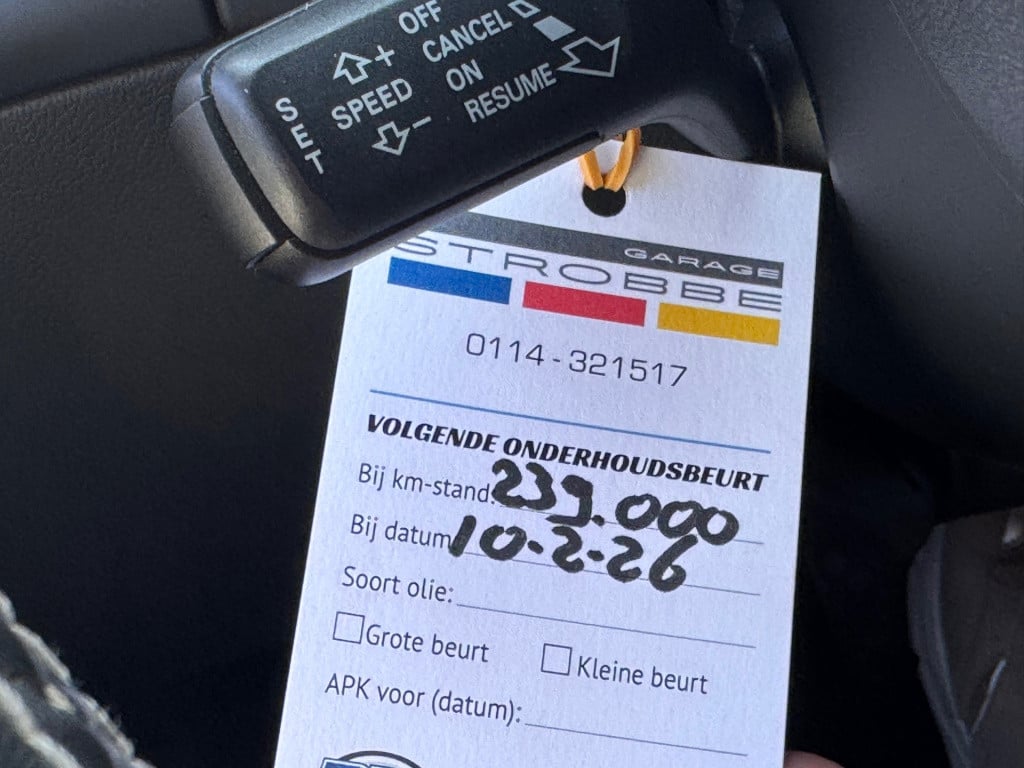 OFF
CANCEL
SPEED + ON
SET RESUME
-
GARAGE
STROBBE
0114-321517
VOLGENDE ONDERHOUDSBEURT
Bij km-stand: 239.000
Bij datum 10-2-26
Soort olie:
Grote beurt Kleine beurt
APK voor (datum):